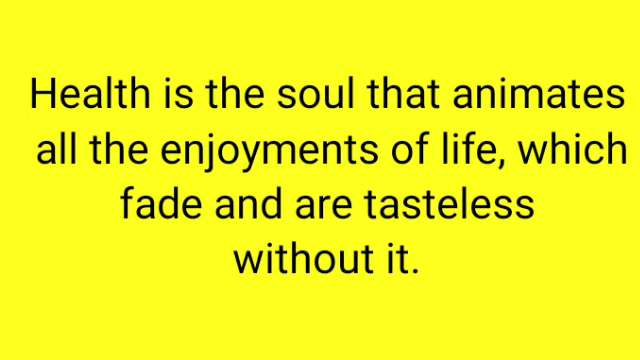 Health is the soul that animates
all the enjoyments of life, which
fade and are tasteless
without it.